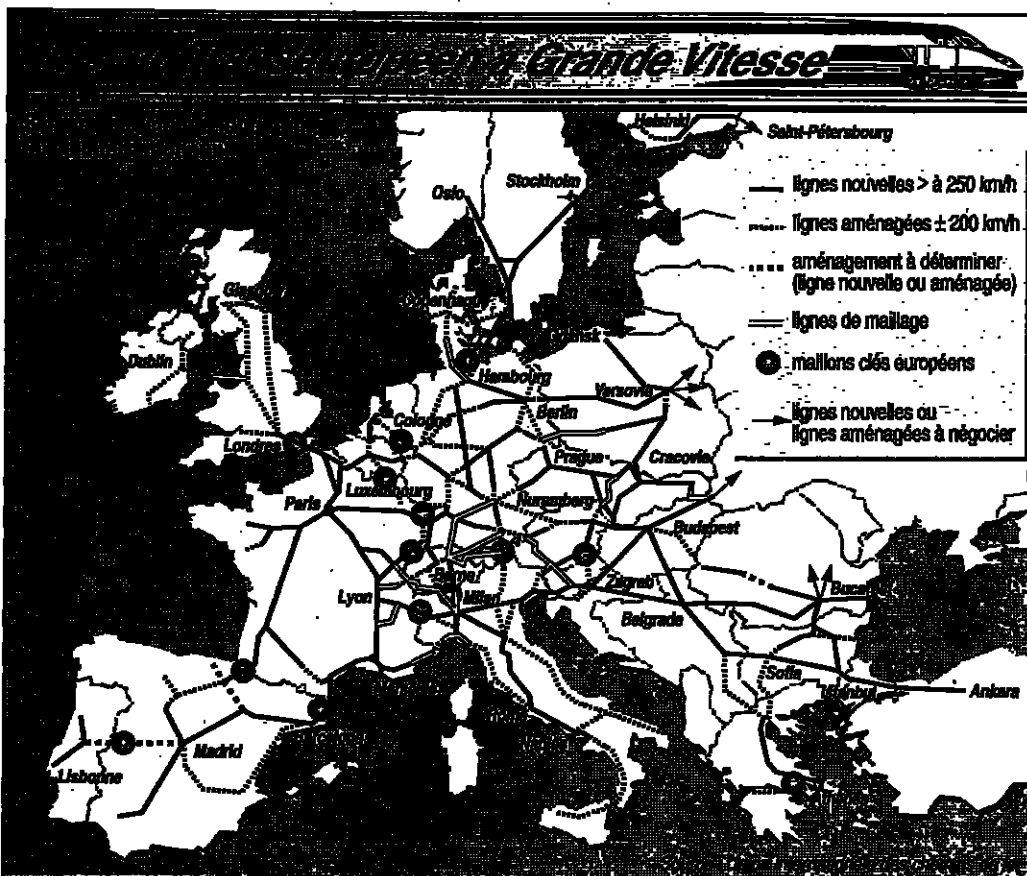 européen à Grande Vitesse
Helsinki
Saint-Pétersbourg
Oslo
Stockholm
lignes nouvelles > à 250 km/h
lignes aménagées ± 200 km/h
aménagement à déterminer
(ligne nouvelle ou aménagée)
lignes de maillage
maillons clés européens
lignes nouvelles ou
lignes aménagées à négocier
Dublin
Hambourg
Varsovie
Berlin
Cologne
Londres
Prague
Cracovie
Luxembourg
Paris
Nuremberg
Budapest
Berne
Zagreb
Lyon
Milan
Belgrade
Sofia
Istanbul
Ankara
Madrid
Lisbonne